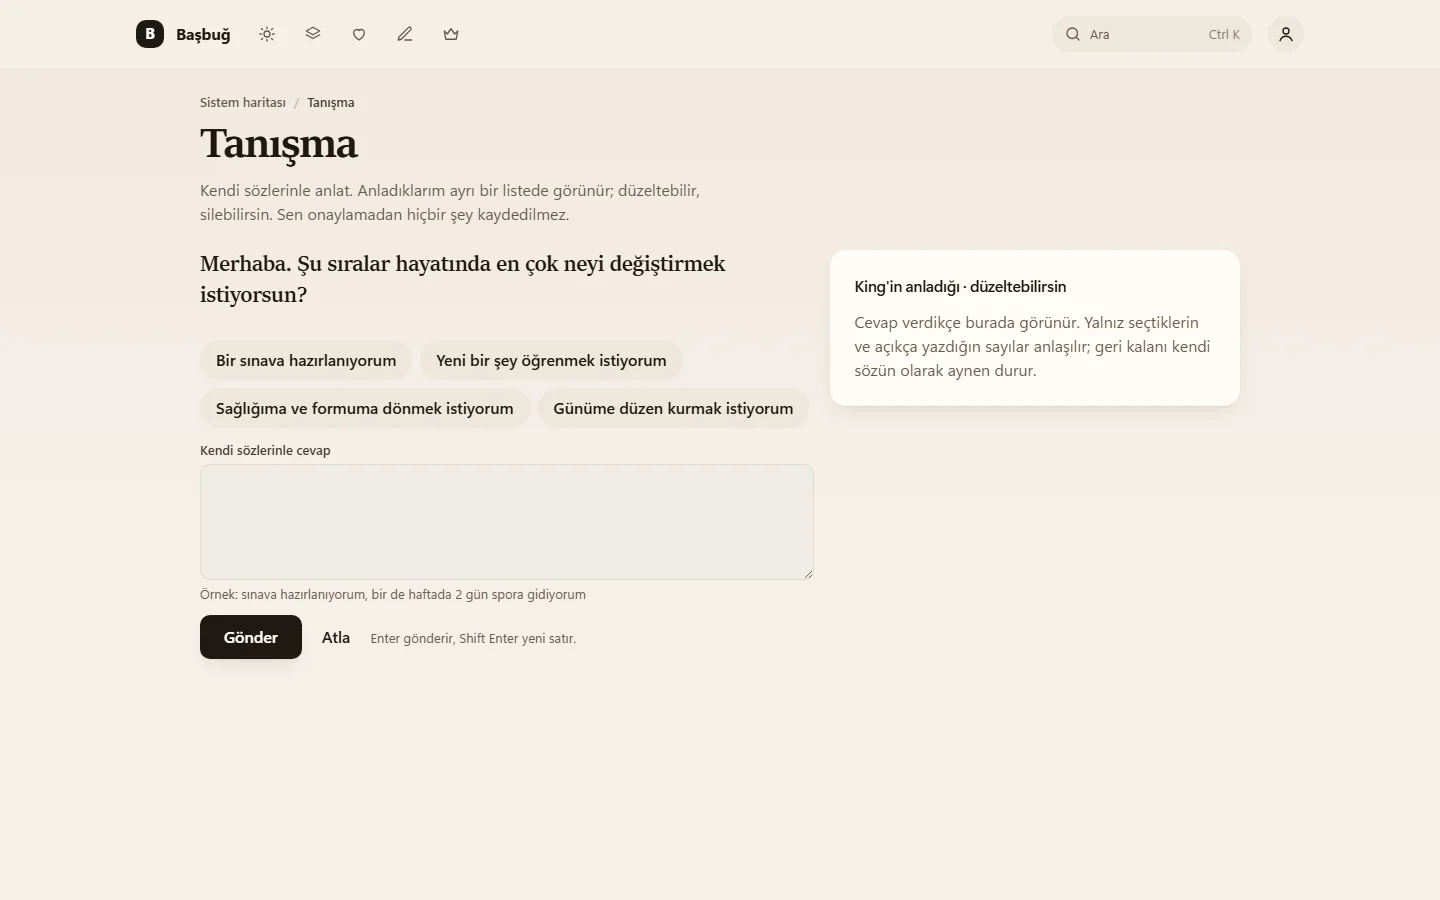 B Başbuğ
Ara Ctrl K
Sistem haritası / Tanışma
Tanışma
Kendi sözlerinle anlat. Anladıklarım ayrı bir listede görünür; düzeltebilir,
silebilirsin. Sen onaylamadan hiçbir şey kaydedilmez.
Merhaba. Şu sıralar hayatında en çok neyi değiştirmek
istiyorsun?
Bir sınava hazırlanıyorum
Yeni bir şey öğrenmek istiyorum
Sağlığıma ve formuma dönmek istiyorum
Günüme düzen kurmak istiyorum
Kendi sözlerinle cevap
Örnek: sınava hazırlanıyorum, bir de haftada 2 gün spora gidiyorum
Gönder
Atla
Enter gönderir, Shift Enter yeni satır.
King'in anladığı · düzeltebilirsin
Cevap verdikçe burada görünür. Yalnız seçtiklerin
ve açıkça yazdığın sayılar anlaşılır; geri kalanı kendi
sözün olarak aynen durur.